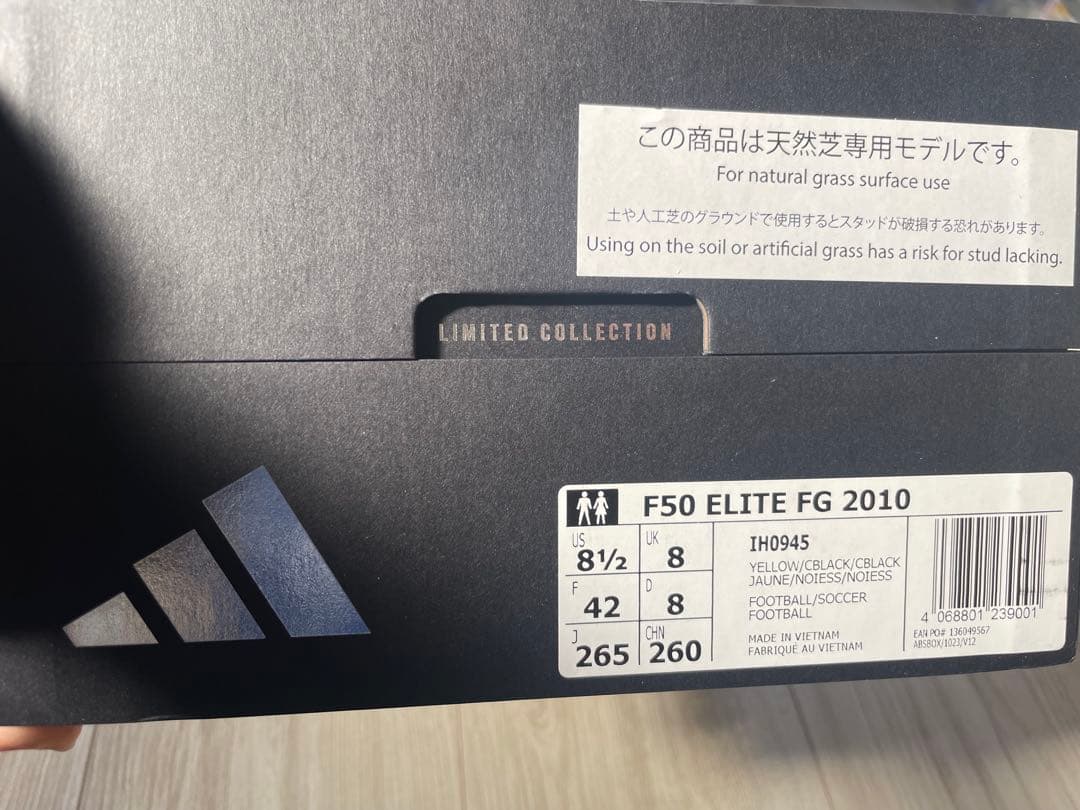 この商品は天然芝専用モデルです。
For natural grass surface use
土や人工芝のグラウンドで使用するとスタッドが破損する恐れがあります。
Using on the soil or artificial grass has a risk for stud lacking.
LIMITED COLLECTION
F50 ELITE FG 2010
US 8½
UK 8
F 42
D 8
J 265
CHN 260
IH0945
YELLOW/CBLACK/CBLACK
JAUNE/NOIESS/NOIESS
FOOTBALL/SOCCER
FOOTBALL
MADE IN VIETNAM
FABRIQUÉ AU VIETNAM
4 068801 239001
EAN PO# 136049567
ABSBOX/1023/V12